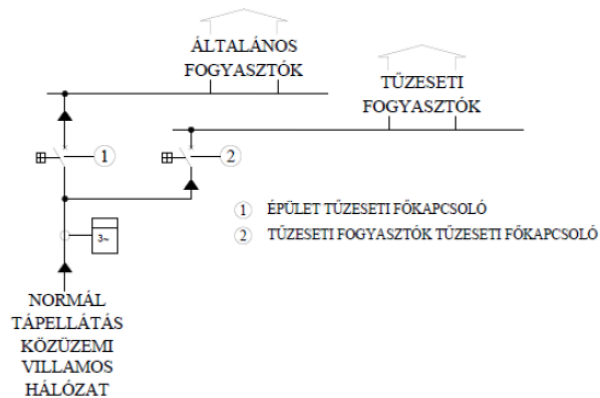 ÁLTALÁNOS
FOGYASZTÓK
TŰZESETI
FOGYASZTÓK
1
2
1 ÉPÜLET TŰZESETI FŐKAPCSOLÓ
2 TŰZESETI FOGYASZTÓK TŰZESETI FŐKAPCSOLÓ
3~
NORMÁL
TÁPELLÁTÁS
KÖZÜZEMI
VILLAMOS
HÁLÓZAT